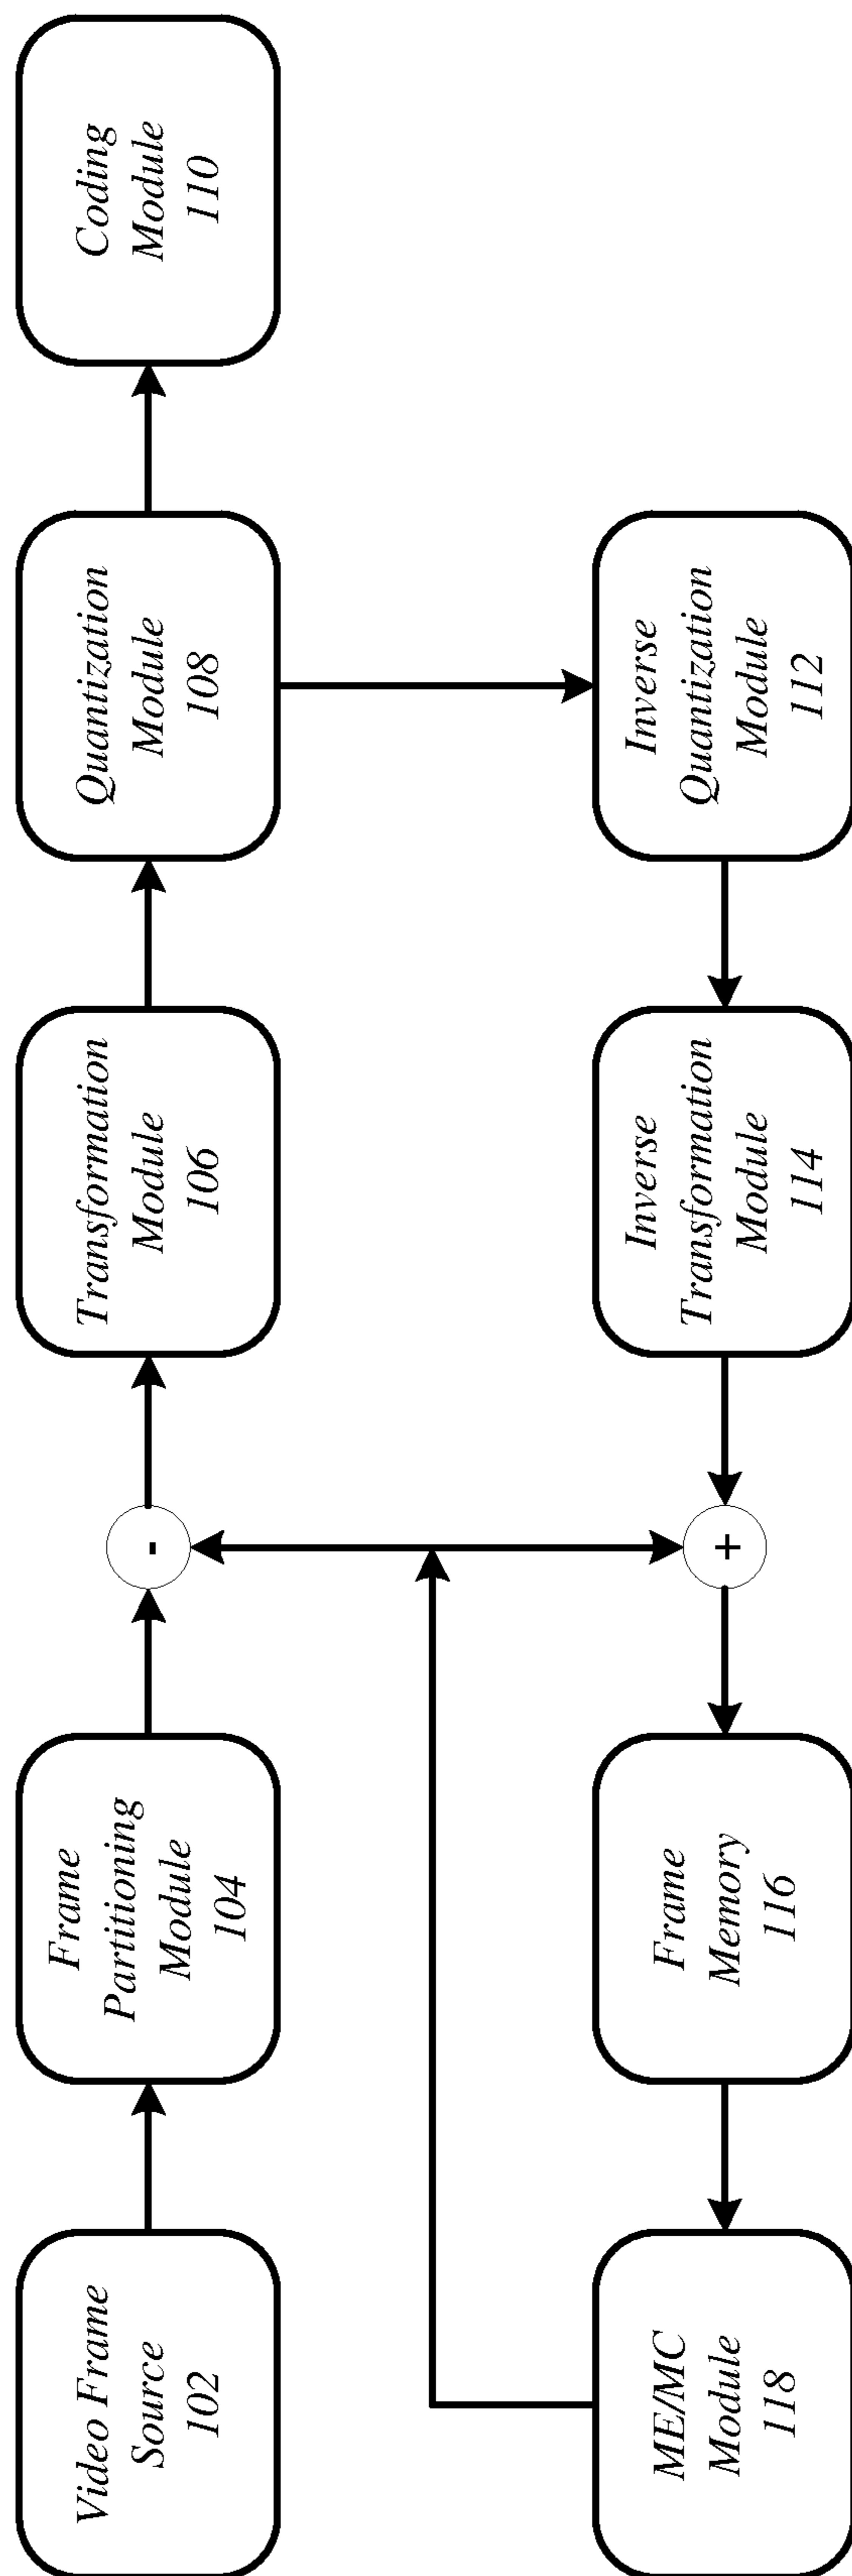 Video Frame
Source
102
Frame
Partitioning
Module
104
-
Transformation
Module
106
Quantization
Module
108
Coding
Module
110
ME/MC
Module
118
Frame
Memory
116
+
Inverse
Transformation
Module
114
Inverse
Quantization
Module
112